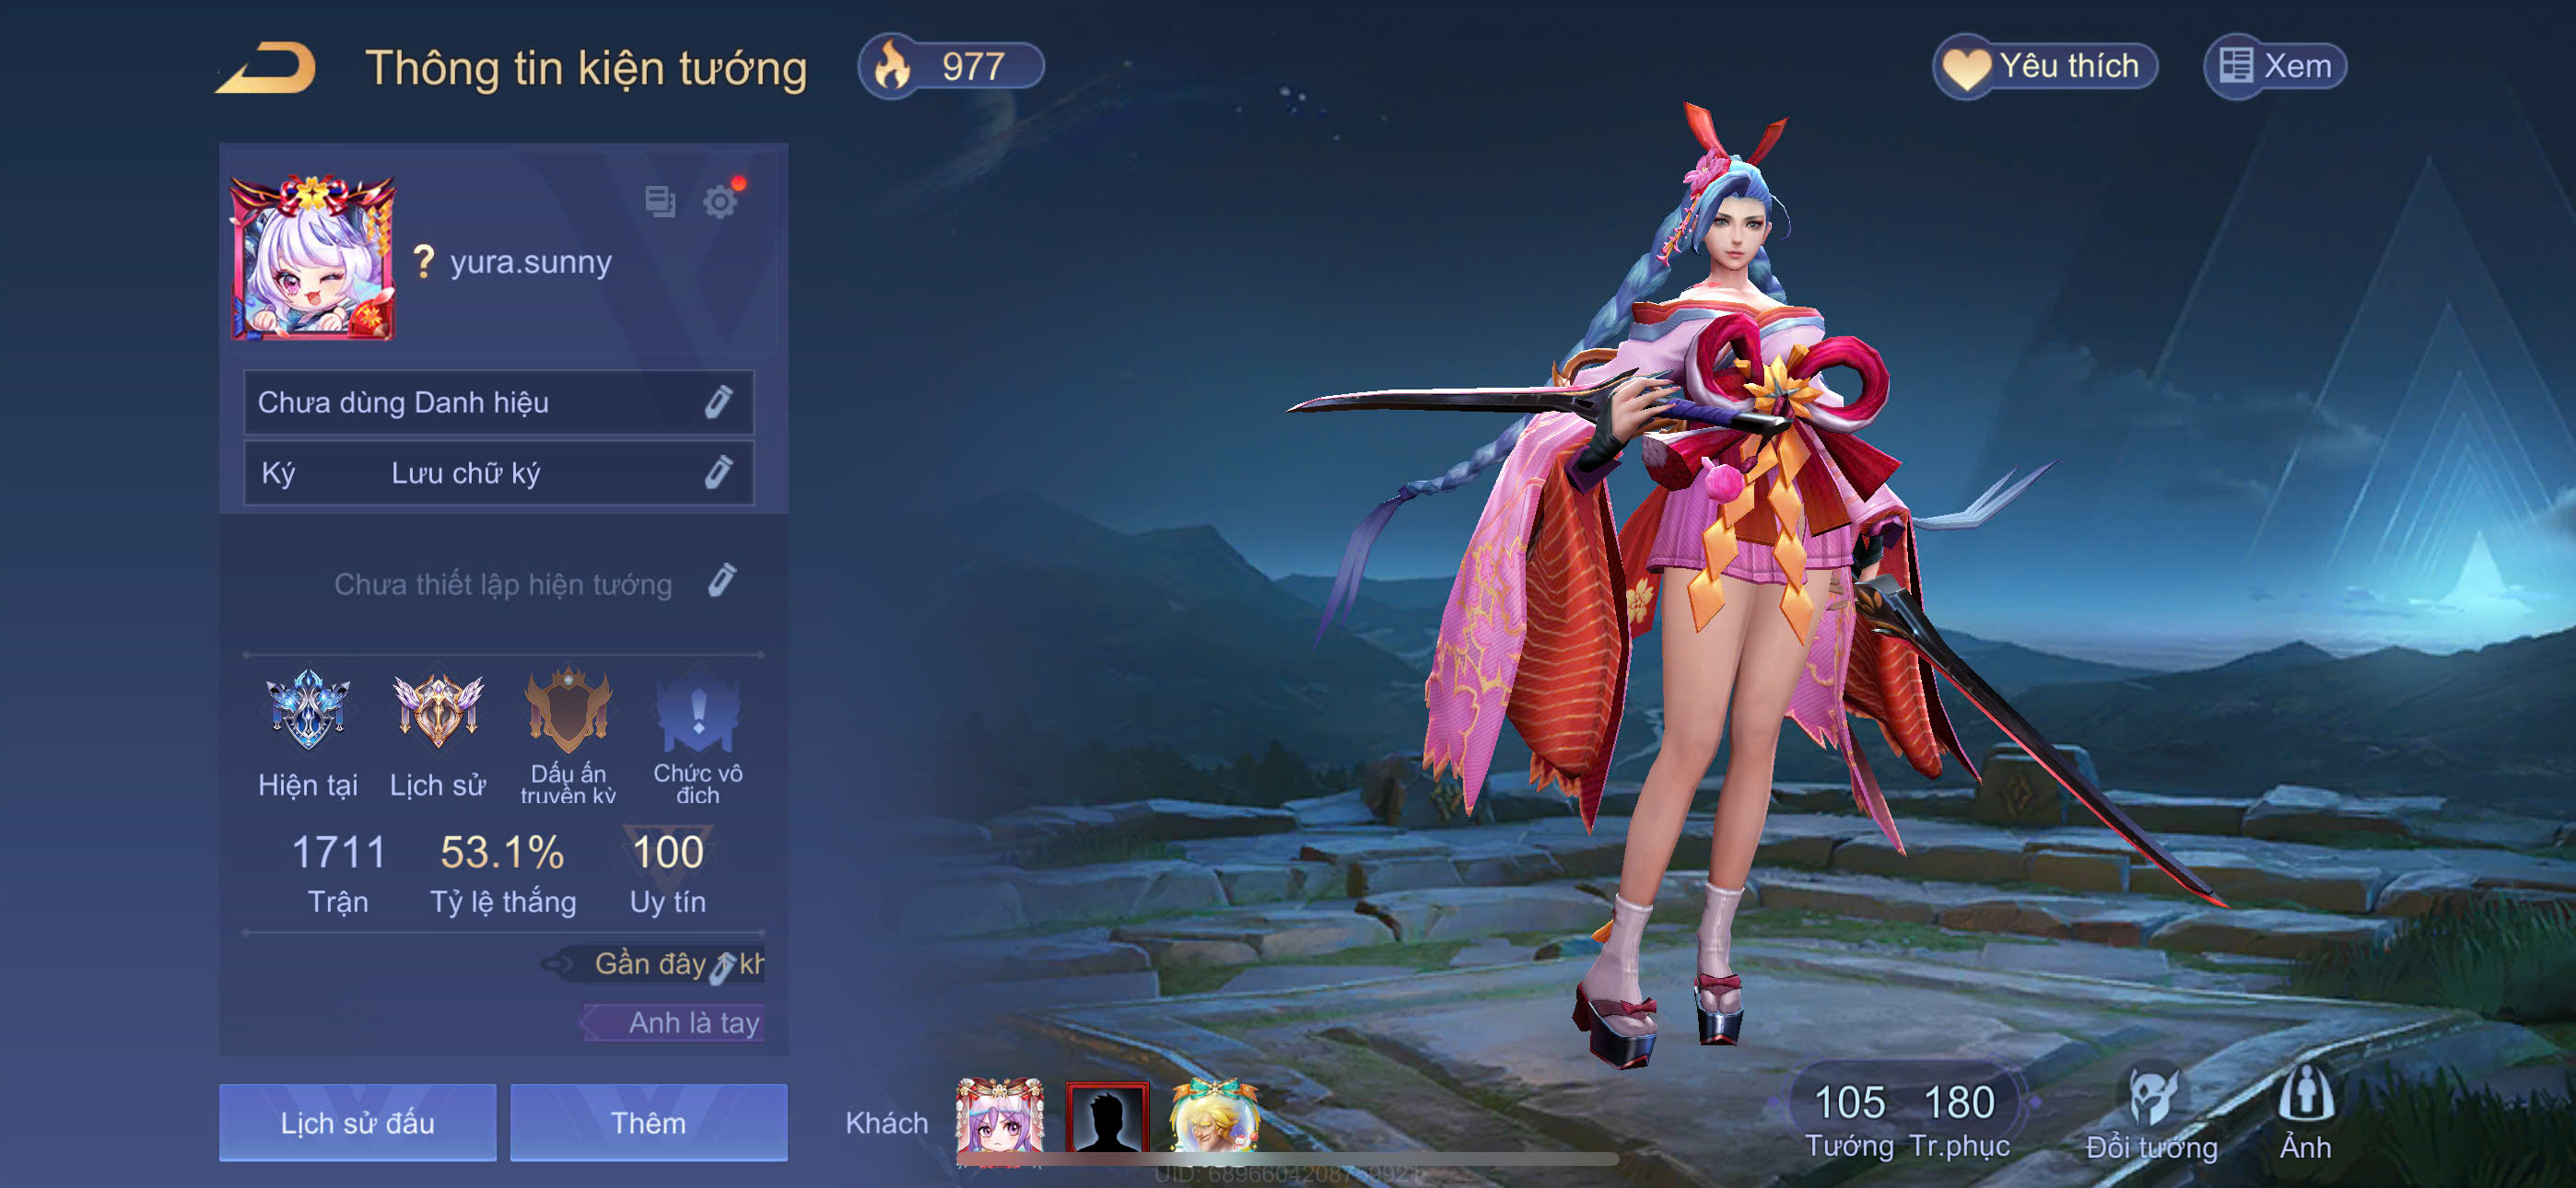 Thông tin kiện tướng
977
Yêu thích
Xem
? yura.sunny
Chưa dùng Danh hiệu
Ký Lưu chữ ký
Chưa thiết lập hiện tướng
Hiện tại
Lịch sử
Dấu ấn
truyền kỳ
Chức vô
địch
1711
Trận
53.1%
Tỷ lệ thắng
100
Uy tín
Gần đây
Anh là tay
Lịch sử đấu
Thêm
Khách
105 180
Tướng Tr.phục
Đổi tướng
Ảnh
UID: